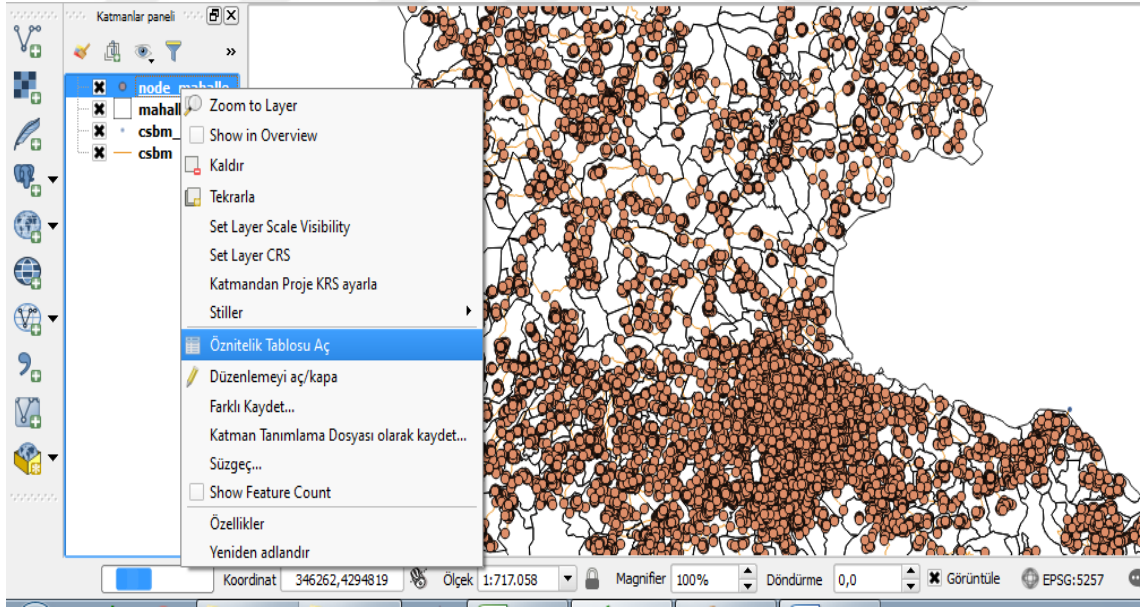 Katmanlar paneli
»
node_mahalle
mahall
csbm_
csbm
Zoom to Layer
Show in Overview
Kaldır
Tekrarla
Set Layer Scale Visibility
Set Layer CRS
Katmandan Proje KRS ayarla
Stiller
Öznitelik Tablosu Aç
Düzenlemeyi aç/kapa
Farklı Kaydet...
Katman Tanımlama Dosyası olarak kaydet...
Süzgeç...
Show Feature Count
Özellikler
Yeniden adlandır
Koordinat 346262,4294819 Ölçek 1:717.058 Magnifier 100% Döndürme 0,0 Görüntüle EPSG:5257